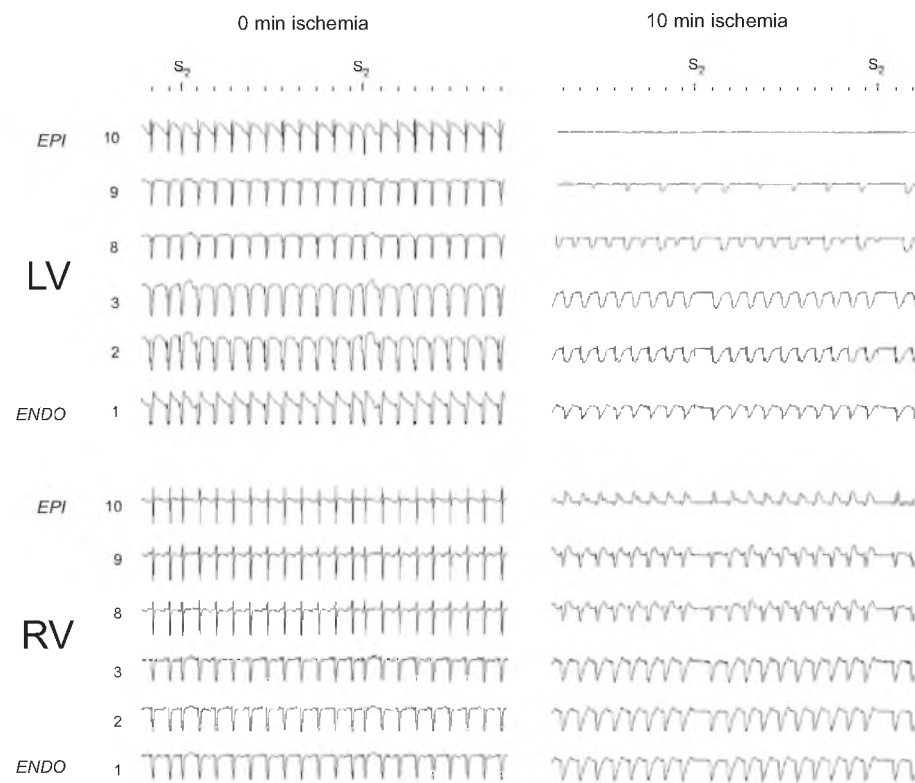 0 min ischemia 10 min ischemia
S2 S2 S2 S2
EPI 10
9
8
LV
3
2
ENDO 1
EPI 10
9
8
RV
3
2
ENDO 1